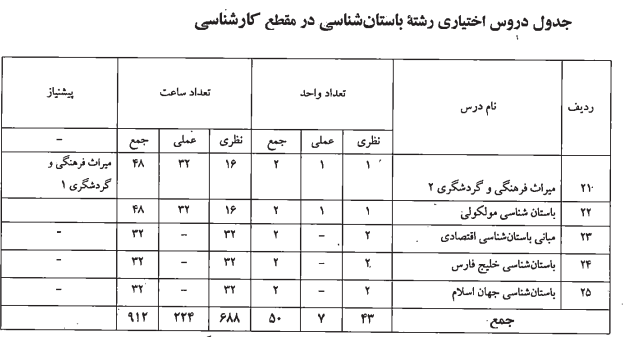 جدول دروس اختیاری رشتهٔ باستان‌شناسی در مقطع کارشناسی
ردیف نام درس تعداد واحد تعداد ساعت پیشنیاز
نظری عملی جمع نظری عملی جمع –
۲۱ میراث فرهنگی و گردشگری ۲ ۱ ۱ ۲ ۱۶ ۳۲ ۴۸ میراث فرهنگی و
گردشگری ۱
۲۲ باستان شناسی مولکولی ۱ ۱ ۲ ۱۶ ۳۲ ۴۸
۲۳ مبانی باستان‌شناسی اقتصادی ۲ – ۲ ۳۲ – ۳۲ –
۲۴ باستان‌شناسی خلیج فارس ۲ – ۲ ۳۲ – ۳۲ –
۲۵ باستان‌شناسی جهان اسلام ۲ – ۲ ۳۲ – ۳۲ –
جمع ۴۳ ۷ ۵۰ ۶۸۸ ۲۲۴ ۹۱۲